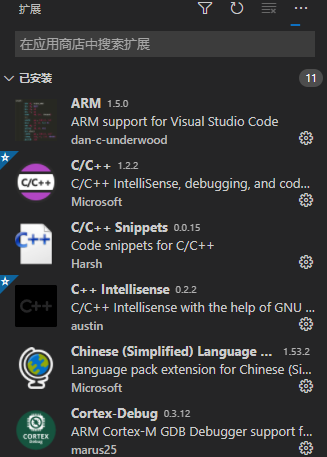 扩展
在应用商店中搜索扩展
已安装
11
ARM 1.5.0
ARM support for Visual Studio Code
dan-c-underwood
C/C++
C/C++ 1.2.2
C/C++ IntelliSense, debugging, and cod...
Microsoft
C++
C/C++ Snippets 0.0.15
Code snippets for C/C++
Harsh
C++
C++ Intellisense 0.2.2
C/C++ Intellisense with the help of GNU ...
austin
Chinese (Simplified) Language ... 1.53.2
Language pack extension for Chinese (Si...
Microsoft
CORTEX
Debug
Cortex-Debug 0.3.12
ARM Cortex-M GDB Debugger support f...
marus25